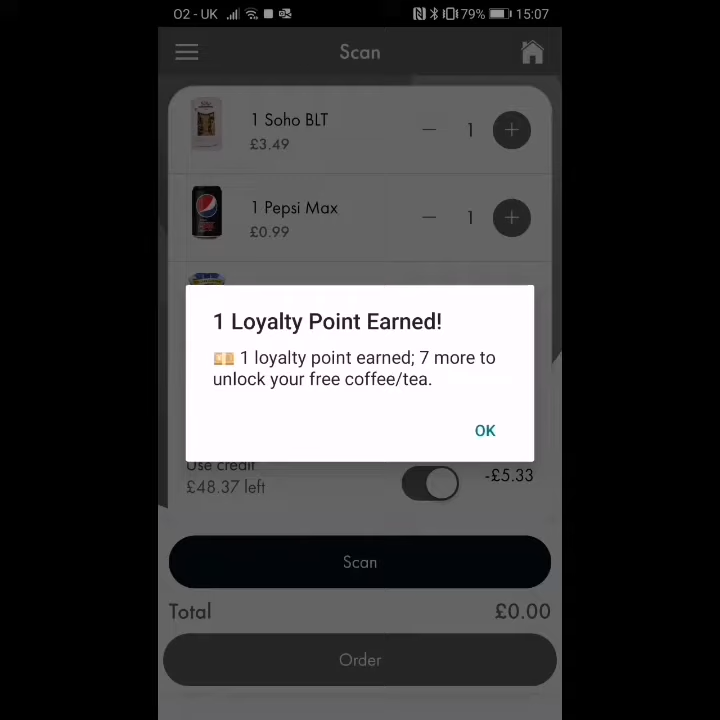 O2 - UK 79% 15:07
Scan
1 Soho BLT
£3.49
1
1 Pepsi Max
£0.99
1
1 Loyalty Point Earned!
1 loyalty point earned; 7 more to
unlock your free coffee/tea.
OK
Use credit
£48.37 left
-£5.33
Scan
Total £0.00
Order